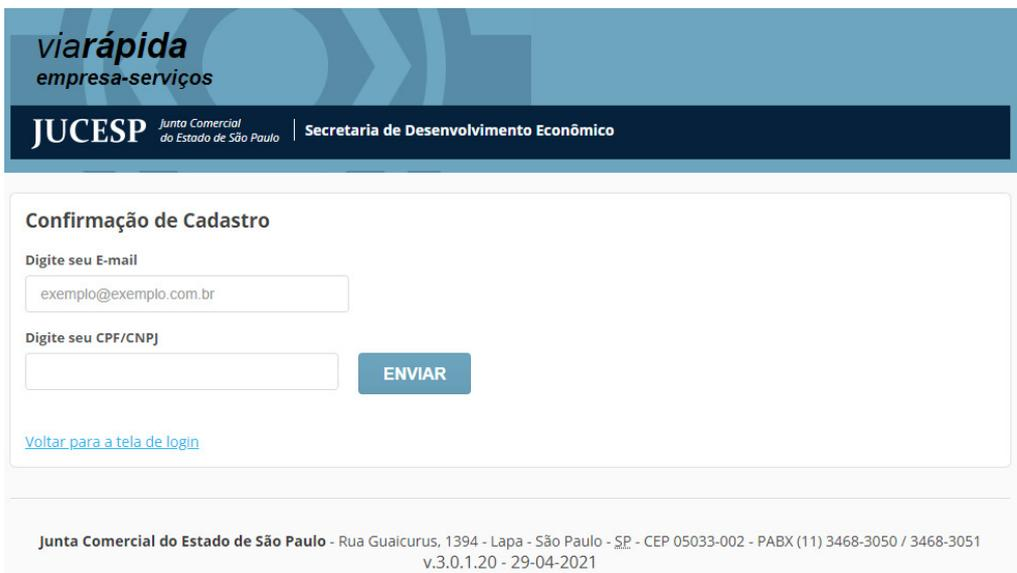 viarápida
empresa-serviços
JUCESP Junta Comercial
do Estado de São Paulo
Secretaria de Desenvolvimento Econômico
Confirmação de Cadastro
Digite seu E-mail
exemplo@exemplo.com.br
Digite seu CPF/CNPJ
ENVIAR
Voltar para a tela de login
Junta Comercial do Estado de São Paulo - Rua Guaicurus, 1394 - Lapa - São Paulo - SP - CEP 05033-002 - PABX (11) 3468-3050 / 3468-3051
v.3.0.1.20 - 29-04-2021